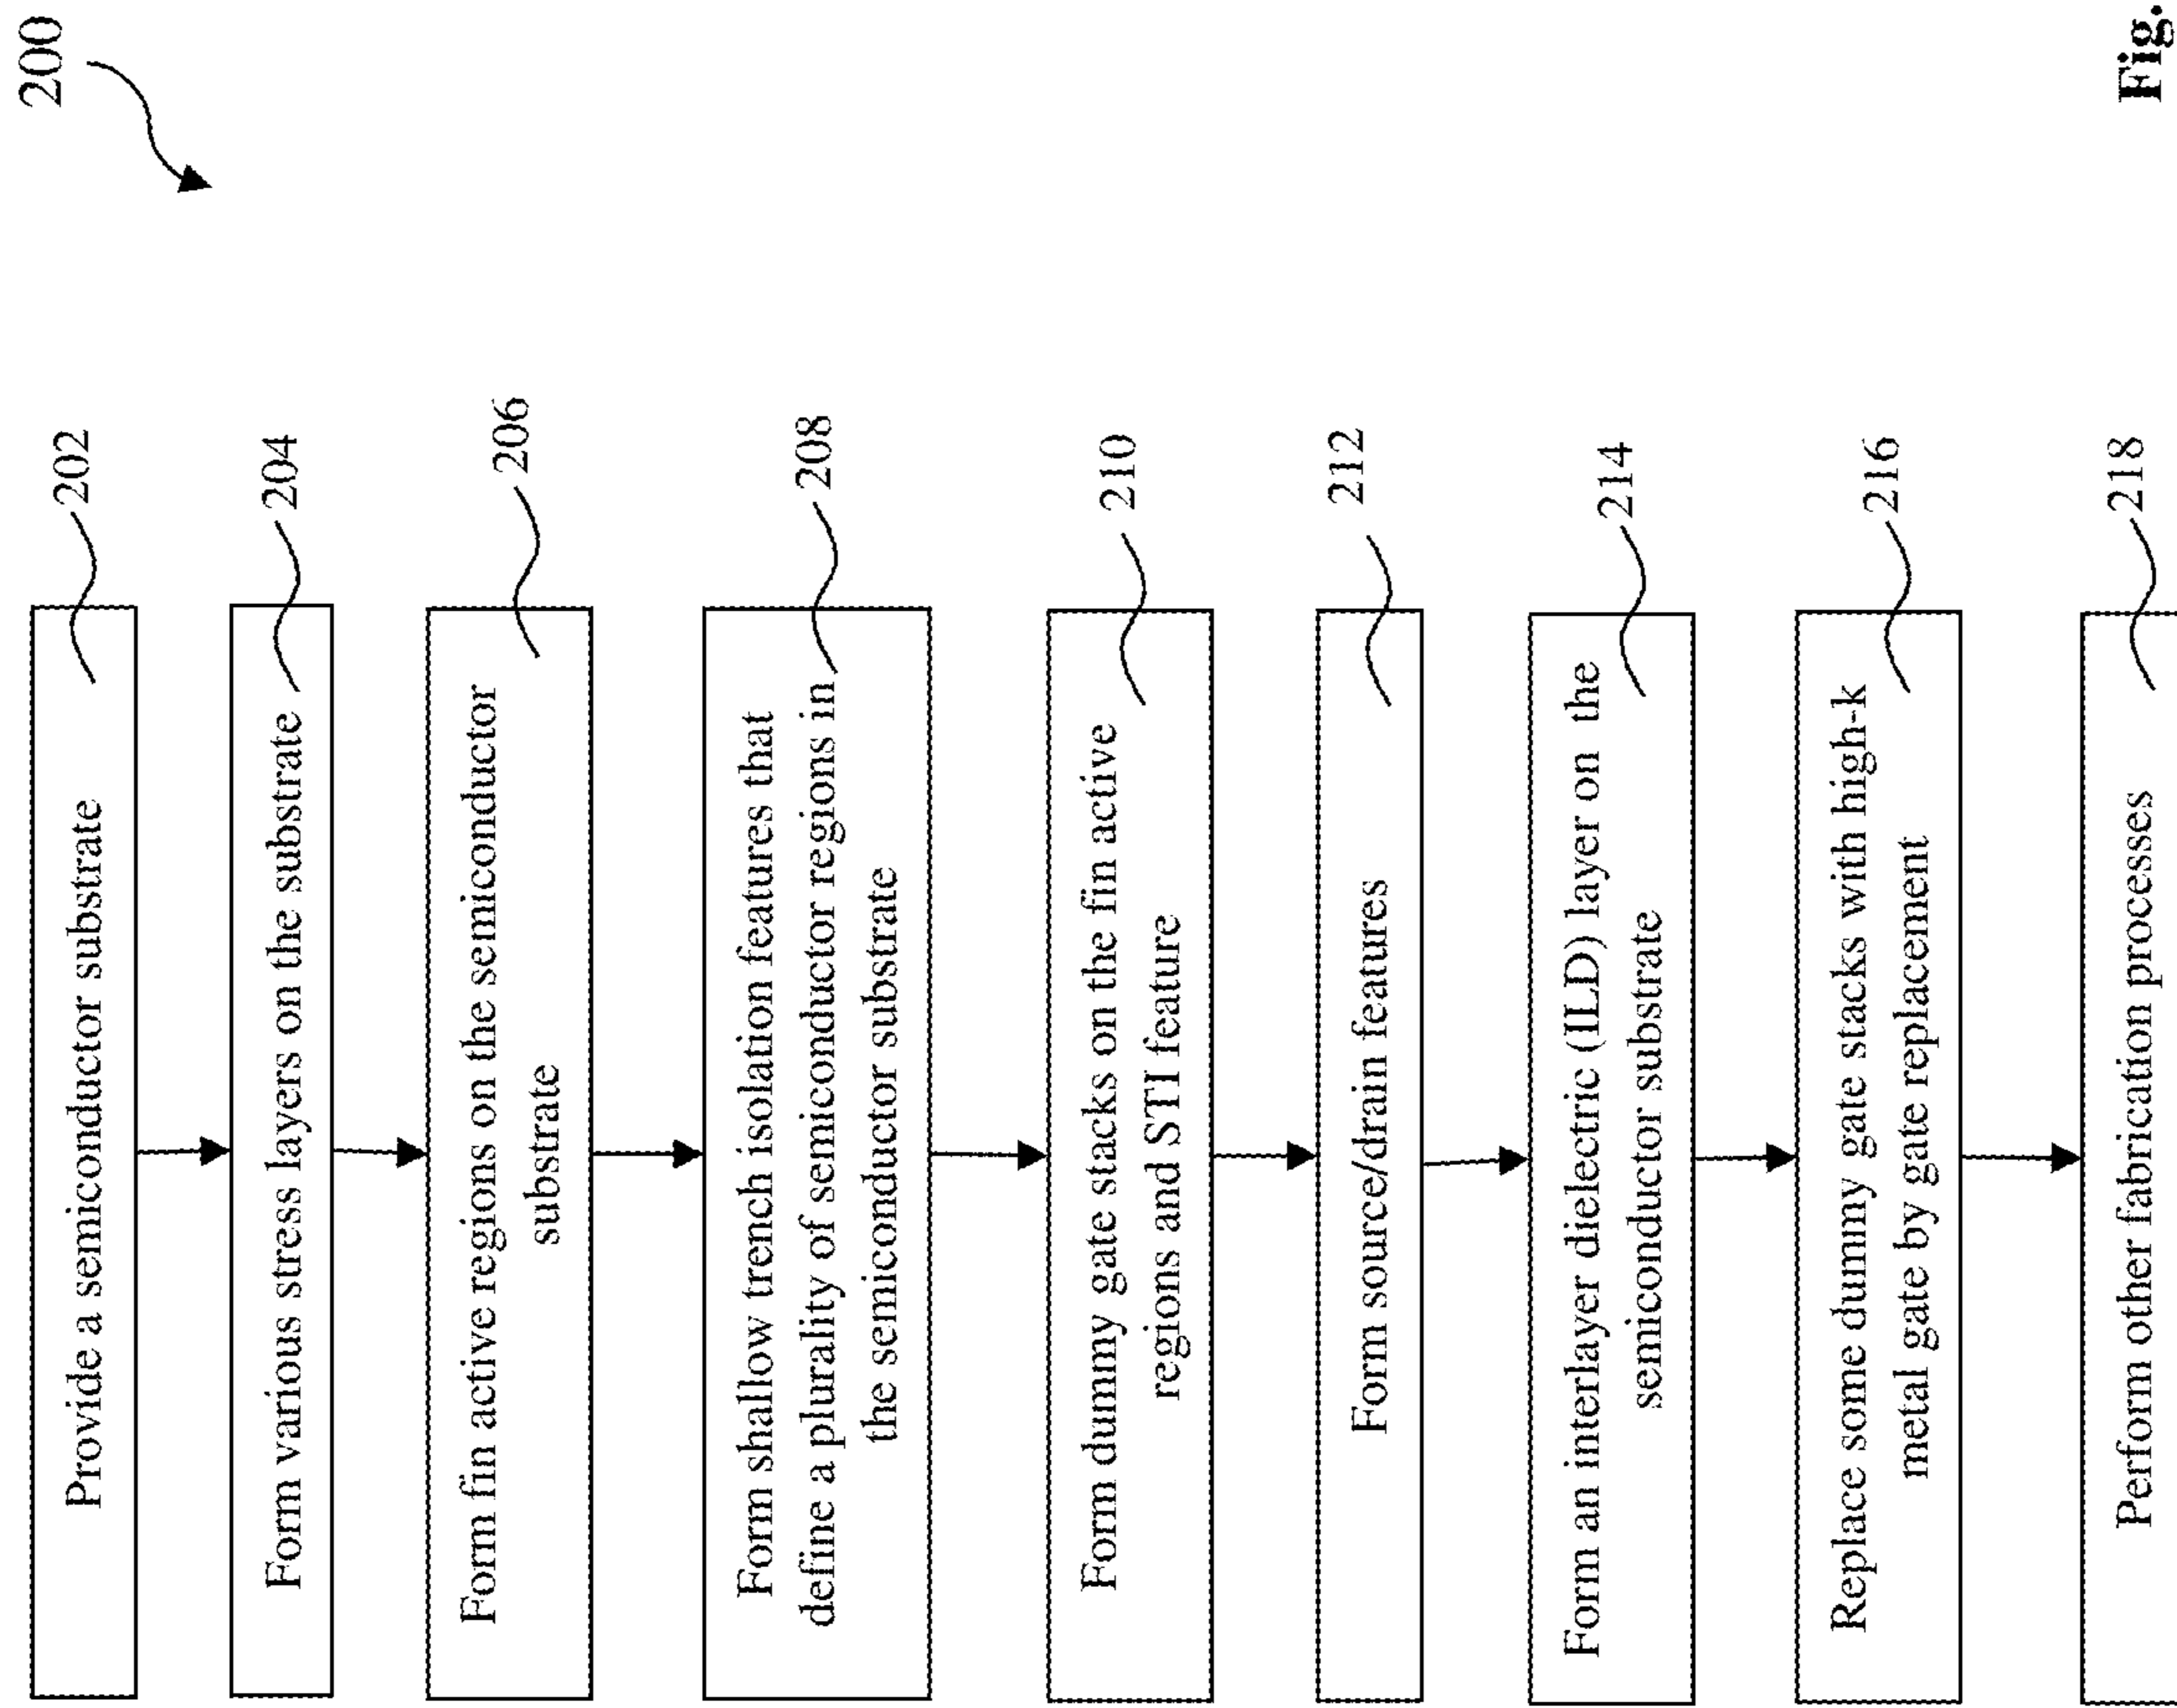 200
Provide a semiconductor substrate
202
Form various stress layers on the substrate
204
Form fin active regions on the semiconductor
substrate
206
Form shallow trench isolation features that
define a plurality of semiconductor regions in
the semiconductor substrate
208
Form dummy gate stacks on the fin active
regions and STI feature
210
Form source/drain features
212
Form an interlayer dielectric (ILD) layer on the
semiconductor substrate
214
Replace some dummy gate stacks with high-k
metal gate by gate replacement
216
Perform other fabrication processes
218
Fig.